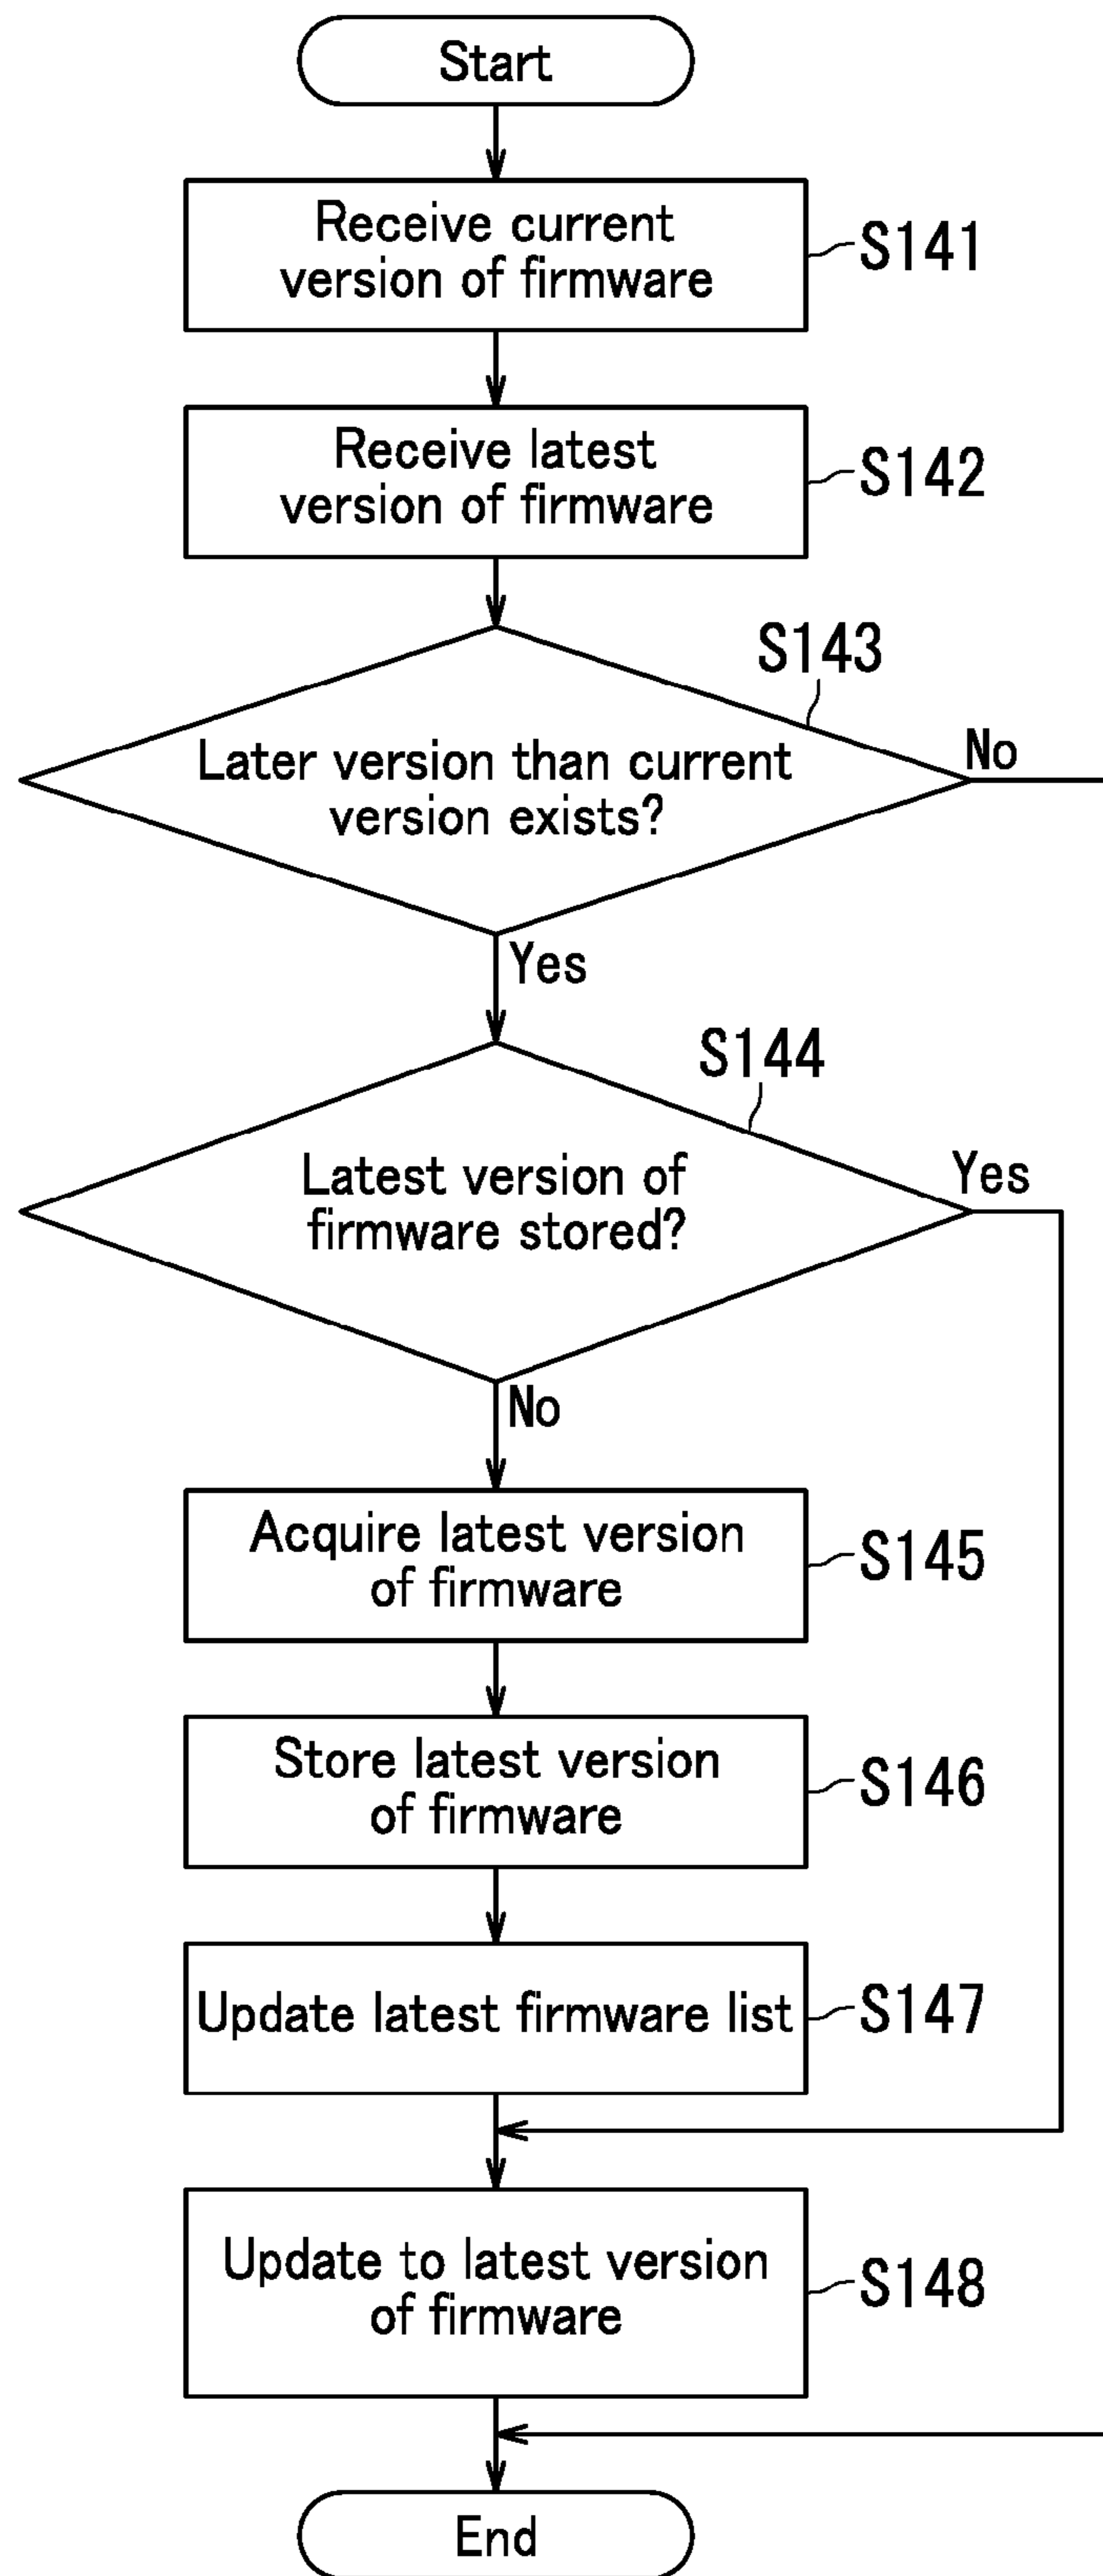 Start
Receive current
version of firmware
S141
Receive latest
version of firmware
S142
S143
Later version than current
version exists?
No
Yes
S144
Latest version of
firmware stored?
Yes
No
Acquire latest version
of firmware
S145
Store latest version
of firmware
S146
Update latest firmware list
S147
Update to latest version
of firmware
S148
End